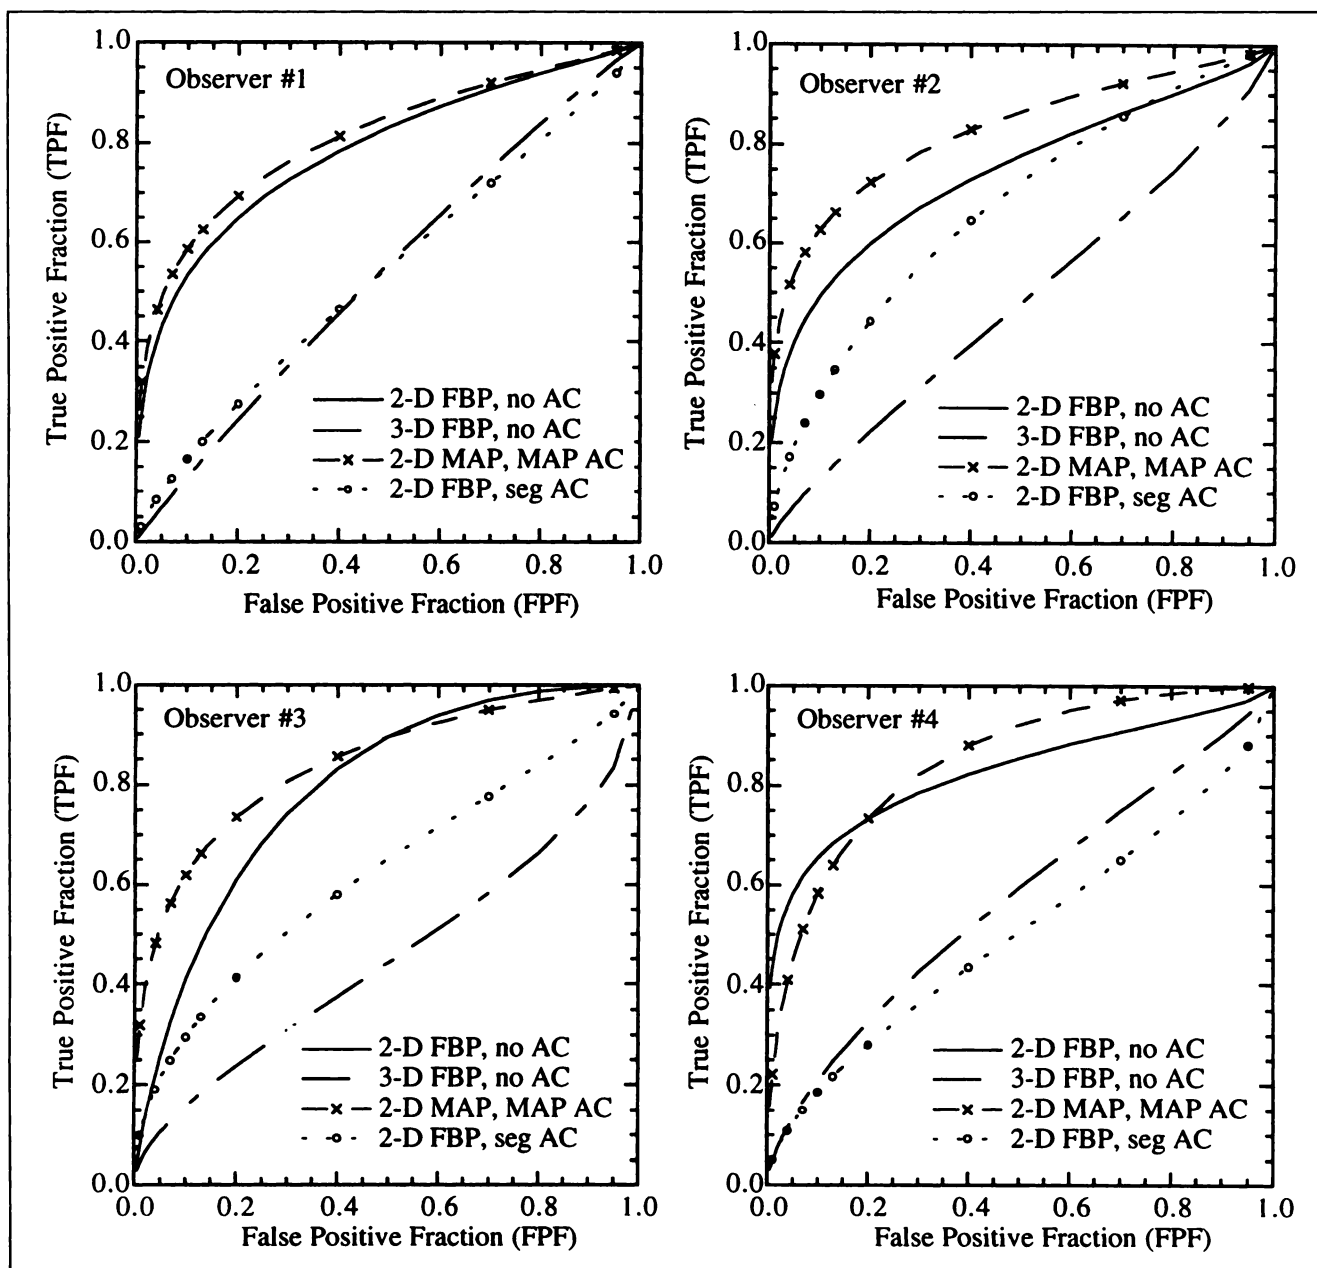 Observer #1
True Positive Fraction (TPF)
1.0
0.8
0.6
0.4
0.2
0.0
2-D FBP, no AC
3-D FBP, no AC
2-D MAP, MAP AC
2-D FBP, seg AC
0.0 0.2 0.4 0.6 0.8 1.0
False Positive Fraction (FPF)
Observer #2
True Positive Fraction (TPF)
1.0
0.8
0.6
0.4
0.2
0.0
2-D FBP, no AC
3-D FBP, no AC
2-D MAP, MAP AC
2-D FBP, seg AC
0.0 0.2 0.4 0.6 0.8 1.0
False Positive Fraction (FPF)
Observer #3
True Positive Fraction (TPF)
1.0
0.8
0.6
0.4
0.2
0.0
2-D FBP, no AC
3-D FBP, no AC
2-D MAP, MAP AC
2-D FBP, seg AC
0.0 0.2 0.4 0.6 0.8 1.0
False Positive Fraction (FPF)
Observer #4
True Positive Fraction (TPF)
1.0
0.8
0.6
0.4
0.2
0.0
2-D FBP, no AC
3-D FBP, no AC
2-D MAP, MAP AC
2-D FBP, seg AC
0.0 0.2 0.4 0.6 0.8 1.0
False Positive Fraction (FPF)